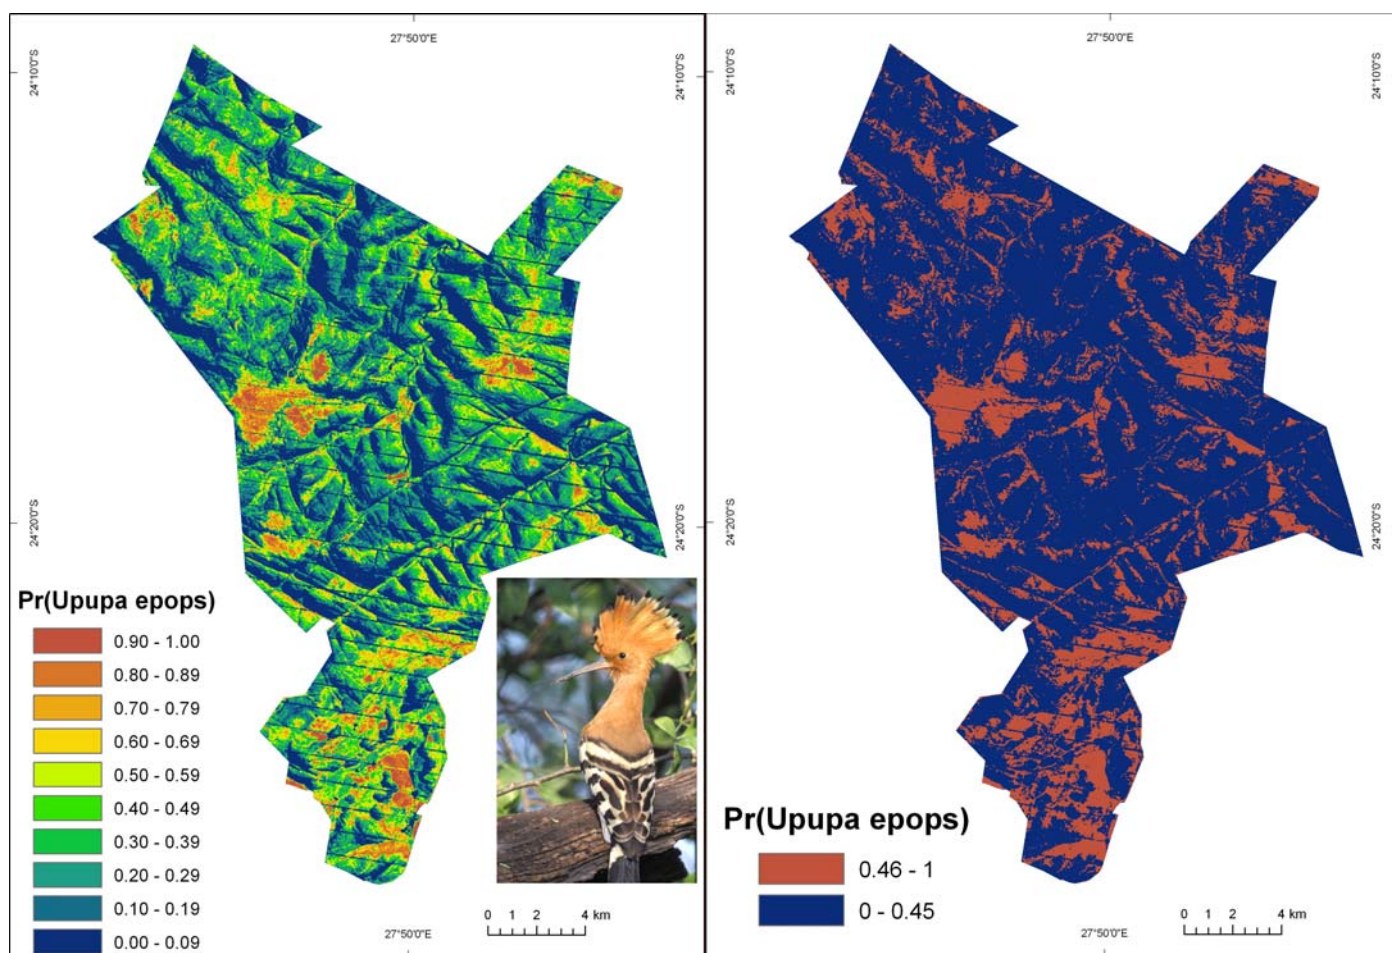 27°50'0"E
24°10'0"S
24°10'0"S
24°20'0"S
24°20'0"S
Pr(Upupa epops)
0.90 - 1.00
0.80 - 0.89
0.70 - 0.79
0.60 - 0.69
0.50 - 0.59
0.40 - 0.49
0.30 - 0.39
0.20 - 0.29
0.10 - 0.19
0.00 - 0.09
0 1 2 4 km
27°50'0"E
27°50'0"E
24°10'0"S
24°10'0"S
24°20'0"S
24°20'0"S
Pr(Upupa epops)
0.46 - 1
0 - 0.45
0 1 2 4 km
27°50'0"E